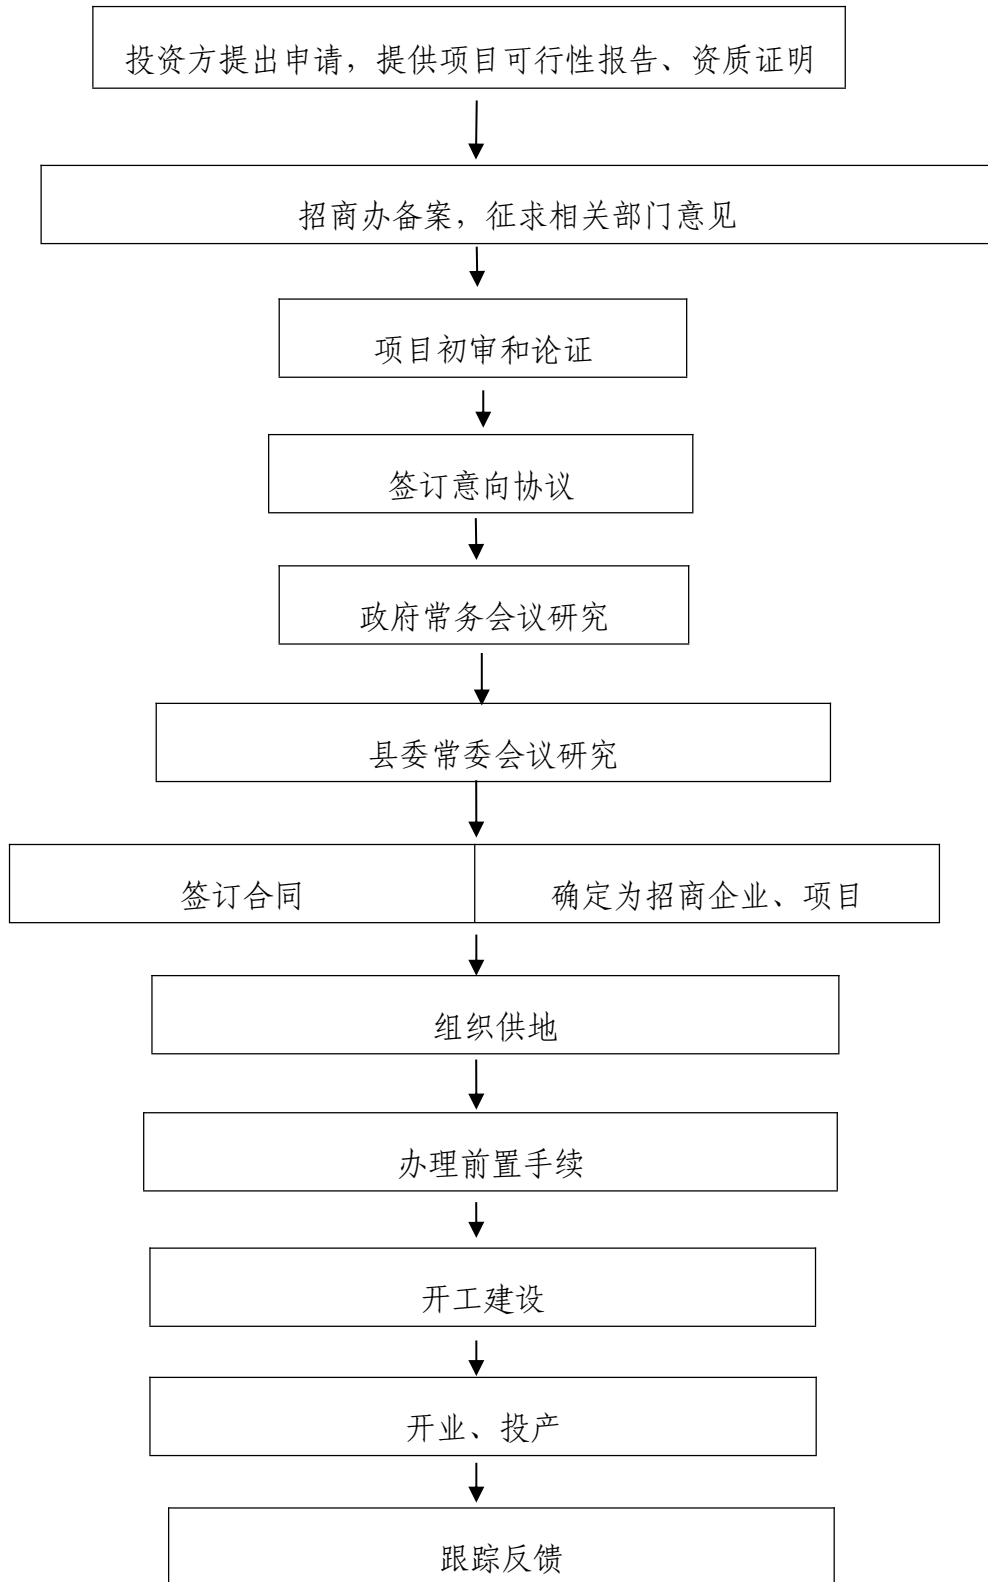 投资方提出申请，提供项目可行性报告、资质证明
招商办备案，征求相关部门意见
项目初审和论证
签订意向协议
政府常务会议研究
县委常委会议研究
签订合同
确定为招商企业、项目
组织供地
办理前置手续
开工建设
开业、投产
跟踪反馈